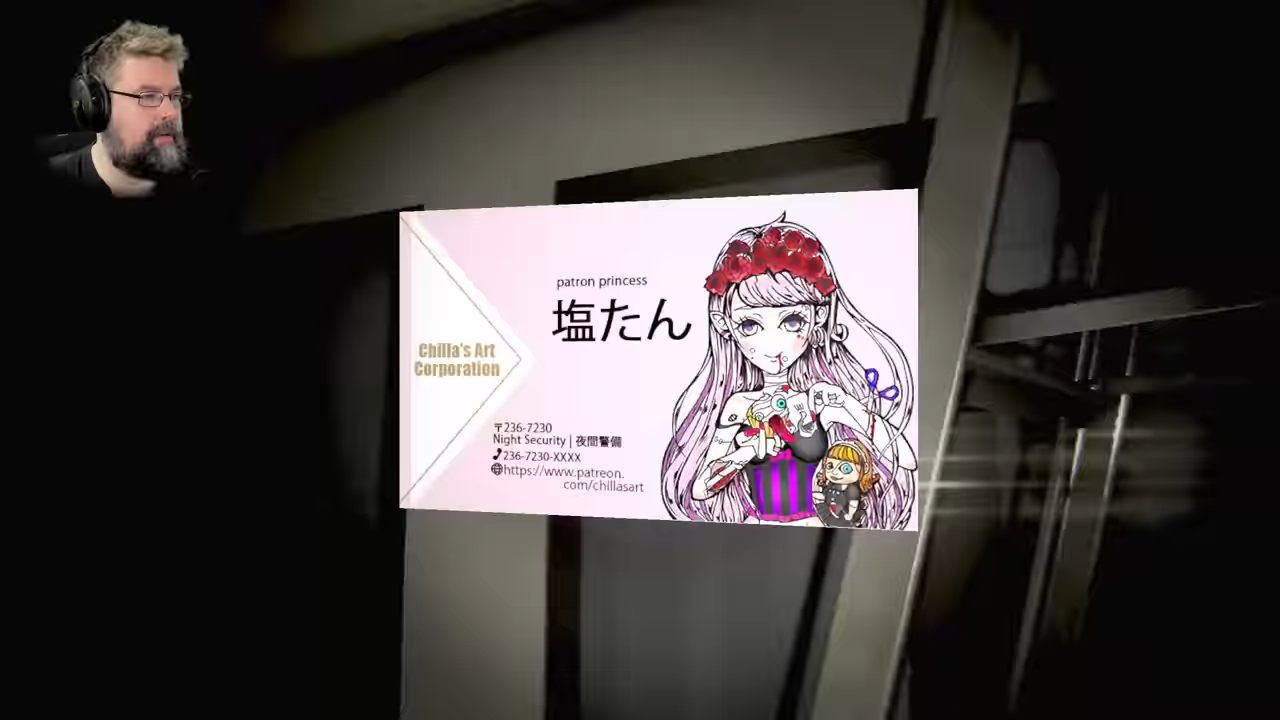 patron princess
塩たん
Chilla's Art
Corporation
〒236-7230
Night Security | 夜間警備
236-7230-XXXX
https://www.patreon.
com/chillasart